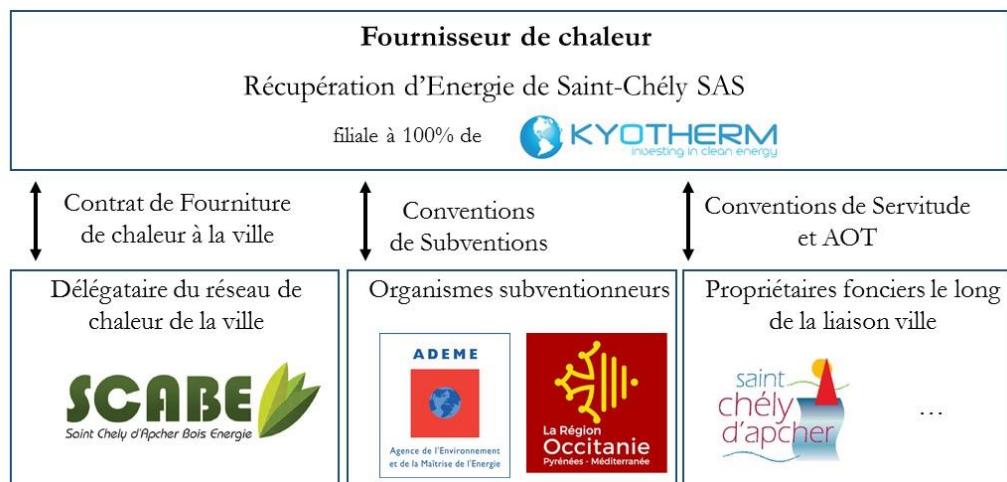 Fournisseur de chaleur
Récupération d'Energie de Saint-Chély SAS
filiale à 100% de
KYOTHERM
investing in clean energy
Contrat de Fourniture
de chaleur à la ville
Conventions
de Subventions
Conventions de Servitude
et AOT
Délégataire du réseau de
chaleur de la ville
SCABE
Saint Chely d'Apcher Bois Energie
Organismes subventionneurs
ADEME
Agence de l'Environnement
et de la Maîtrise de l'Energie
La Région
Occitanie
Pyrénées - Méditerranée
Propriétaires fonciers le long
de la liaison ville
saint
chély
d'apcher
…